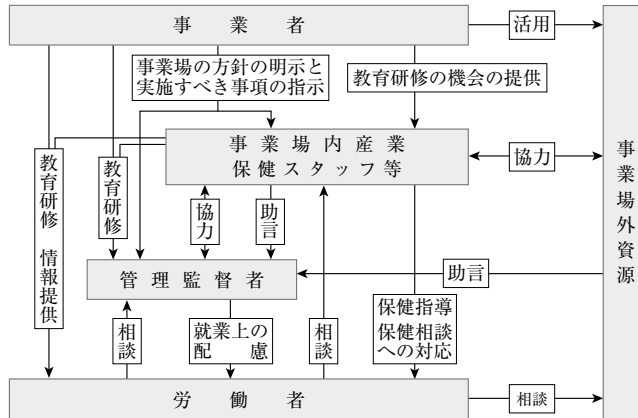 事業者
活用
事業場の方針の明示と
実施すべき事項の指示
教育研修の機会の提供
事業場内産業
保健スタッフ等
協力
事業場外資源
教育研修 情報提供
教育研修
協力
助言
管理監督者
助言
相談
就業上の
配慮
相談
保健指導
保健相談
への対応
労働者
相談